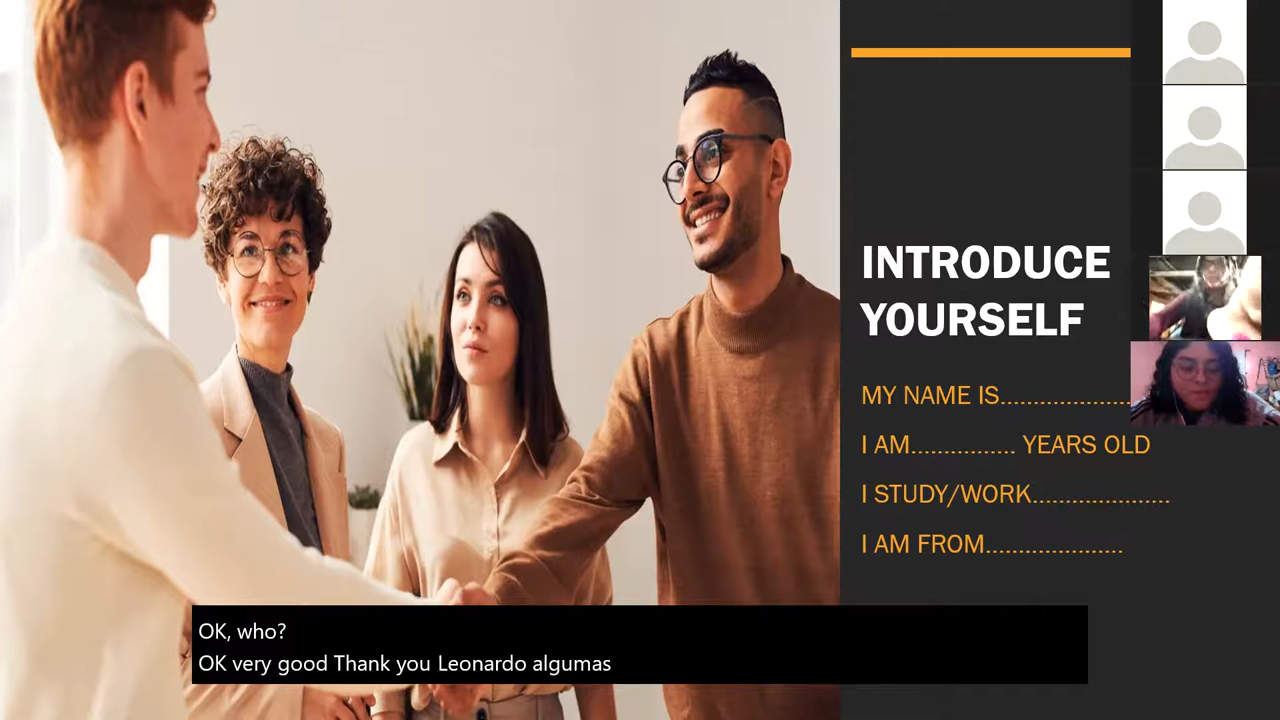 INTRODUCE
YOURSELF
MY NAME IS....................
I AM................ YEARS OLD
I STUDY/WORK.....................
I AM FROM.....................
OK, who?
OK very good Thank you Leonardo algumas